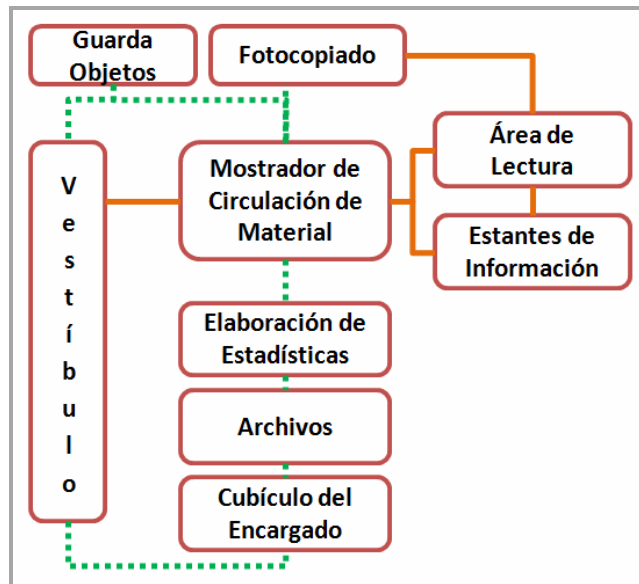 Guarda
Objetos
Fotocopiado
Área de
Lectura
Vestíbulo
Mostrador de
Circulación de
Material
Estantes de
Información
Elaboración de
Estadísticas
Archivos
Cubículo del
Encargado